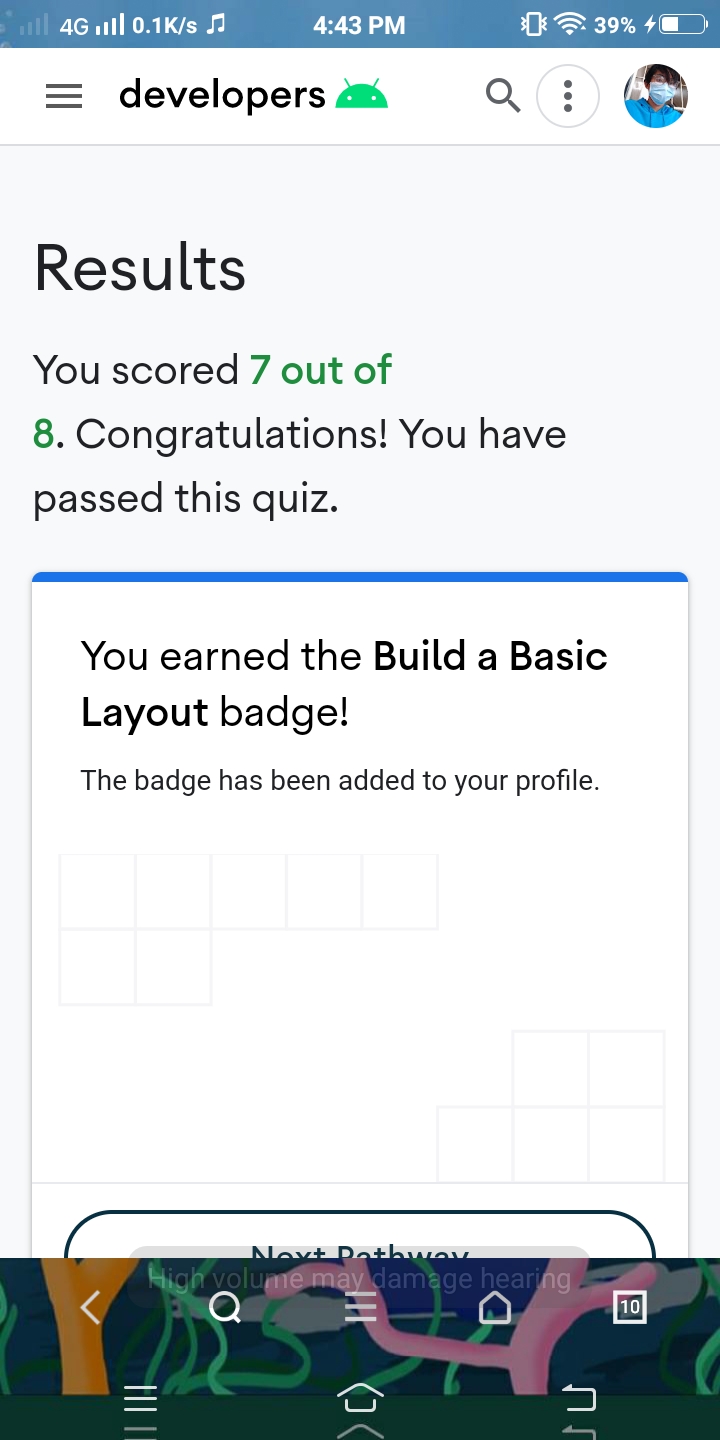 4G 0.1K/s 4:43 PM 39%
developers
Results
You scored 7 out of
8. Congratulations! You have
passed this quiz.
You earned the Build a Basic
Layout badge!
The badge has been added to your profile.
Next Pathway
High volume may damage hearing
10